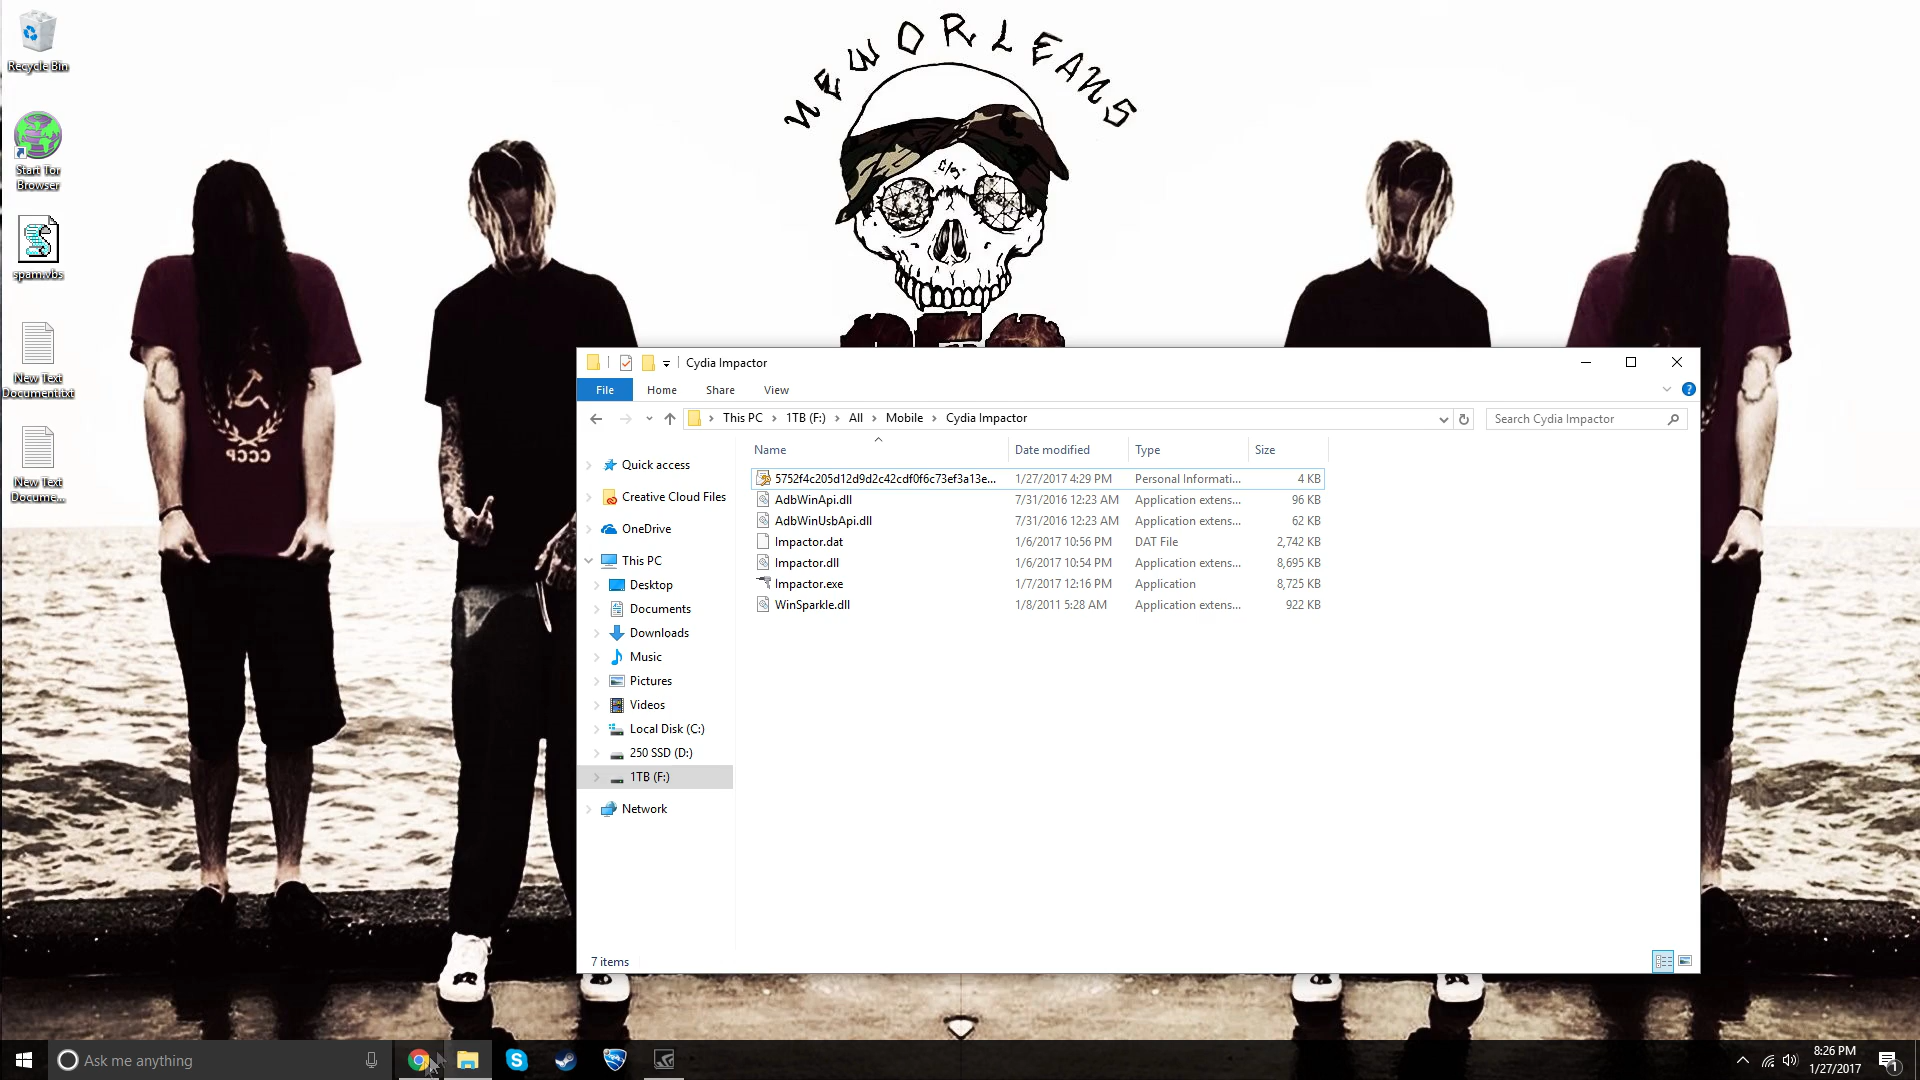 NEWORLEANS
Recycle Bin
Start Tor
Browser
spam.vbs
New Text
Document.txt
New Text
Docume...
Cydia Impactor
File
Home
Share
View
This PC
1TB (F:)
All
Mobile
Cydia Impactor
Search Cydia Impactor
Name
Date modified
Type
Size
5752f4c205d12d9d2c42cdf0f6c73ef3a13e... 1/27/2017 4:29 PM Personal Informati... 4 KB
AdbWinApi.dll 7/31/2016 12:23 AM Application extens... 96 KB
AdbWinUsbApi.dll 7/31/2016 12:23 AM Application extens... 62 KB
Impactor.dat 1/6/2017 10:56 PM DAT File 2,742 KB
Impactor.dll 1/6/2017 10:54 PM Application extens... 8,695 KB
Impactor.exe 1/7/2017 12:16 PM Application 8,725 KB
WinSparkle.dll 1/8/2011 5:28 AM Application extens... 922 KB
Quick access
Creative Cloud Files
OneDrive
This PC
Desktop
Documents
Downloads
Music
Pictures
Videos
Local Disk (C:)
250 SSD (D:)
1TB (F:)
Network
7 items
CCCP
Ask me anything
8:26 PM
1/27/2017
1